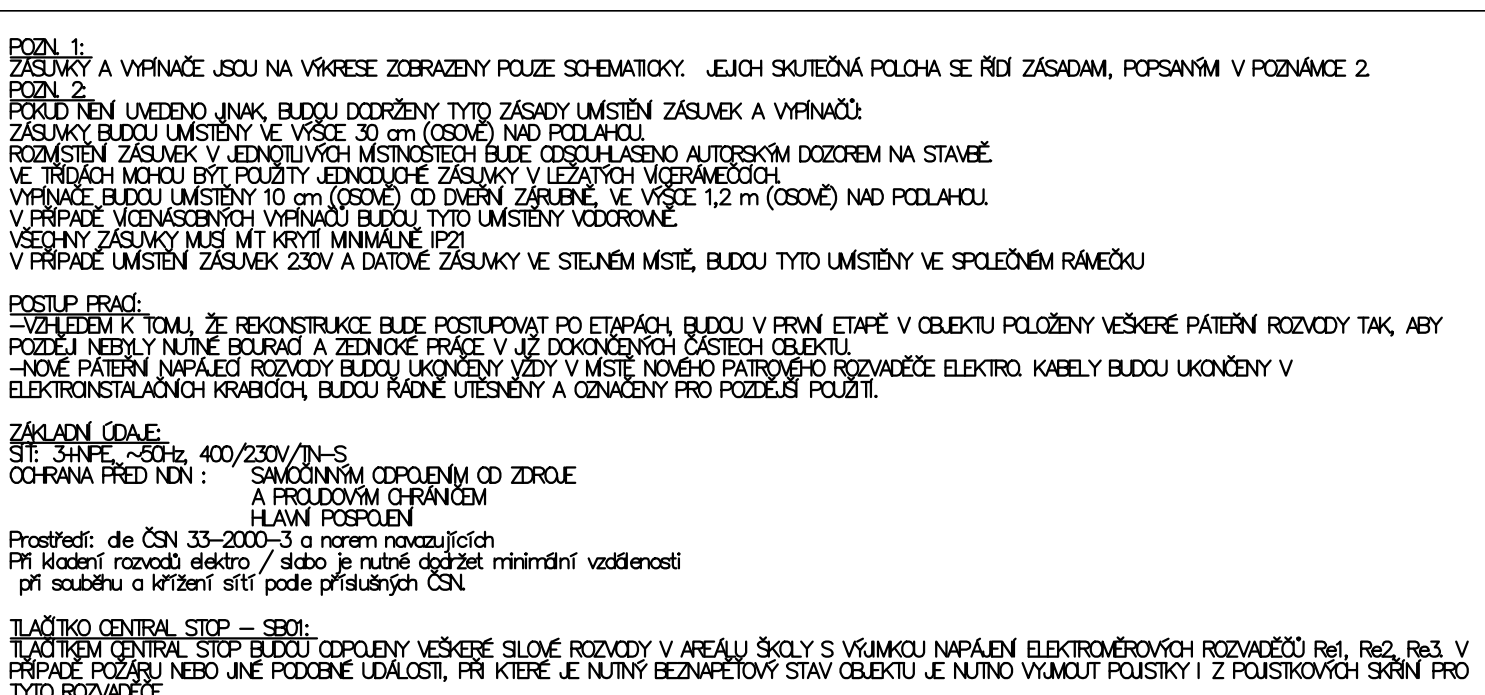 POZN. 1:
ZÁSUVKY A VYPÍNAČE JSOU NA VÝKRESE ZOBRAZENY POUZE SCHEMATICKY. JEJICH SKUTEČNÁ POLOHA SE ŘÍDÍ ZÁSADAMI, POPSANÝMI V POZNÁMCE 2.
POZN. 2:
POKUD NENÍ UVEDENO JINAK, BUDOU DODRŽENY TYTO ZÁSADY UMÍSTĚNÍ ZÁSUVEK A VYPÍNAČŮ:
ZÁSUVKY BUDOU UMÍSTĚNY VE VÝŠCE 30 cm (OSOVĚ) NAD PODLAHOU.
ROZMÍSTĚNÍ ZÁSUVEK V JEDNOTLIVÝCH MÍSTNOSTECH BUDE ODSOUHLASENO AUTORSKÝM DOZOREM NA STAVBĚ.
VE TŘÍDÁCH MOHOU BÝT POUŽITY JEDNODUCHÉ ZÁSUVKY V LEŽATÝCH VÍCERÁMEČCÍCH.
VYPÍNAČE BUDOU UMÍSTĚNY 10 cm (OSOVĚ) OD DVEŘNÍ ZÁRUBNĚ, VE VÝŠCE 1,2 m (OSOVĚ) NAD PODLAHOU.
V PŘÍPADĚ VÍCENÁSOBNÝCH VYPÍNAČŮ BUDOU TYTO UMÍSTĚNY VODOROVNĚ.
VŠECHNY ZÁSUVKY MUSÍ MÍT KRYTÍ MINIMÁLNĚ IP21
V PŘÍPADĚ UMÍSTĚNÍ ZÁSUVEK 230V A DATOVÉ ZÁSUVKY VE STEJNÉM MÍSTĚ, BUDOU TYTO UMÍSTĚNY VE SPOLEČNÉM RÁMEČKU
POSTUP PRACÍ:
-VZHLEDEM K TOMU, ŽE REKONSTRUKCE BUDE POSTUPOVAT PO ETAPÁCH, BUDOU V PRVNÍ ETAPĚ V OBJEKTU POLOŽENY VEŠKERÉ PÁTEŘNÍ ROZVODY TAK, ABY
POZDĚJI NEBYLY NUTNÉ BOURACÍ A ZEDNICKÉ PRÁCE V JIŽ DOKONČENÝCH ČÁSTECH OBJEKTU.
-NOVÉ PÁTEŘNÍ NAPÁJECÍ ROZVODY BUDOU UKONČENY VŽDY V MÍSTĚ NOVÉHO PATROVÉHO ROZVADĚČE ELEKTRO. KABELY BUDOU UKONČENY V
ELEKTROINSTALAČNÍCH KRABICÍCH, BUDOU ŘÁDNĚ UTĚSNĚNY A OZNAČENY PRO POZDĚJŠÍ POUŽITÍ.
ZÁKLADNÍ ÚDAJE:
SÍŤ: 3+NPE, ~50Hz, 400/230V/TN-S
OCHRANA PŘED NDN : SAMOČINNÝM ODPOJENÍM OD ZDROJE
A PROUDOVÝM CHRÁNIČEM
HLAVNÍ POSPOJENÍ
Prostředí: dle ČSN 33-2000-3 a norem navazujících
Při kladení rozvodů elektro / slabo je nutné dodržet minimální vzdálenosti
při souběhu a křížení sítí podle příslušných ČSN.
TLAČÍTKO CENTRAL STOP - SB01:
TLAČÍTKEM CENTRAL STOP BUDOU ODPOJENY VEŠKERÉ SILOVÉ ROZVODY V AREÁLU ŠKOLY S VÝJIMKOU NAPÁJENÍ ELEKTROMĚROVÝCH ROZVADĚČŮ Re1, Re2, Re3. V
PŘÍPADĚ POŽÁRU NEBO JINÉ PODOBNÉ UDÁLOSTI, PŘI KTERÉ JE NUTNÝ BEZNAPĚŤOVÝ STAV OBJEKTU JE NUTNO VYJMOUT POJISTKY I Z POJISTKOVÝCH SKŘÍNÍ PRO
TYTO ROZVADĚČE